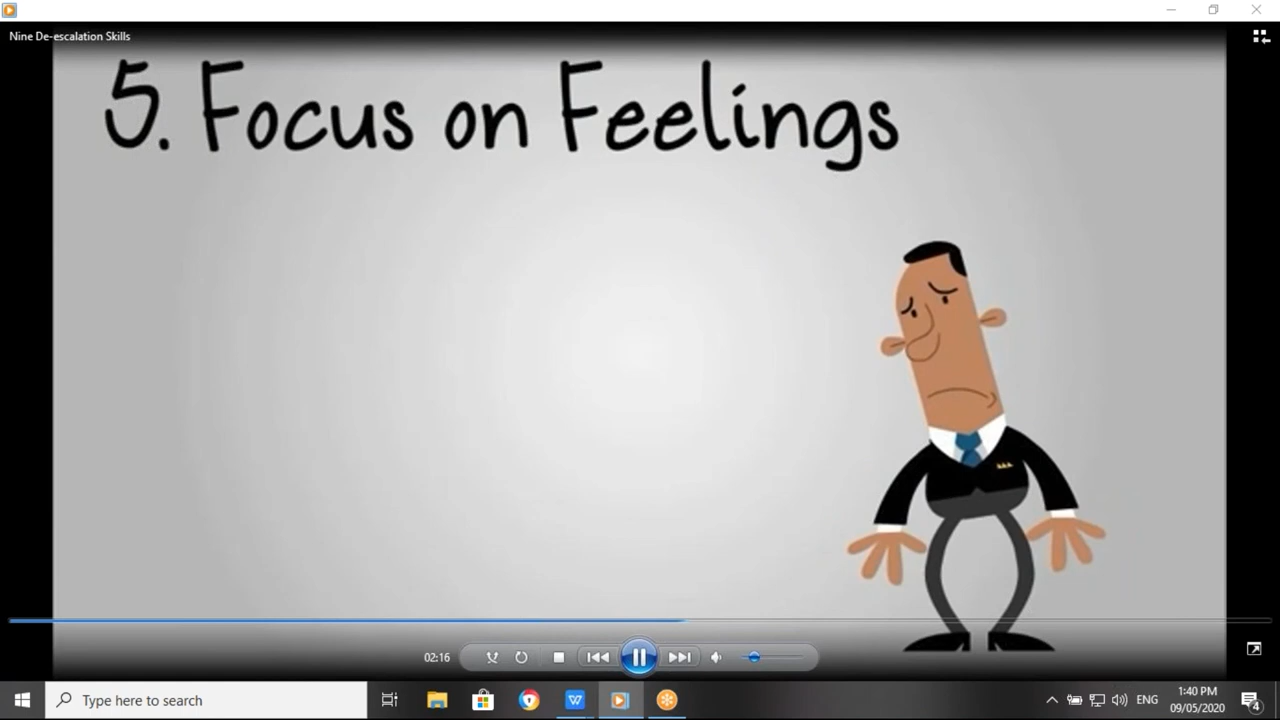 Nine De-escalation Skills
5. Focus on Feelings
02:16
Type here to search
W
ENG
1:40 PM
09/05/2020
4